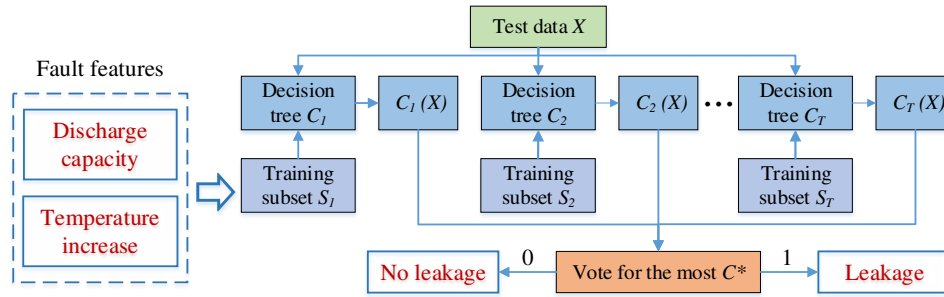 Test data X
Fault features
Discharge
capacity
Temperature
increase
Decision
tree C1
C1 (X)
Decision
tree C2
C2 (X)
•••
Decision
tree CT
CT (X)
Training
subset S1
Training
subset S2
Training
subset ST
No leakage
0
Vote for the most C*
1
Leakage